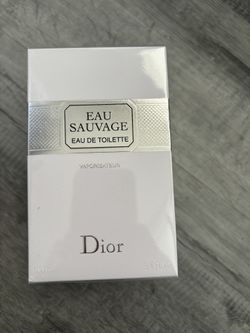 EAU
SAUVAGE
EAU DE TOILETTE
VAPORISATEUR
Dior